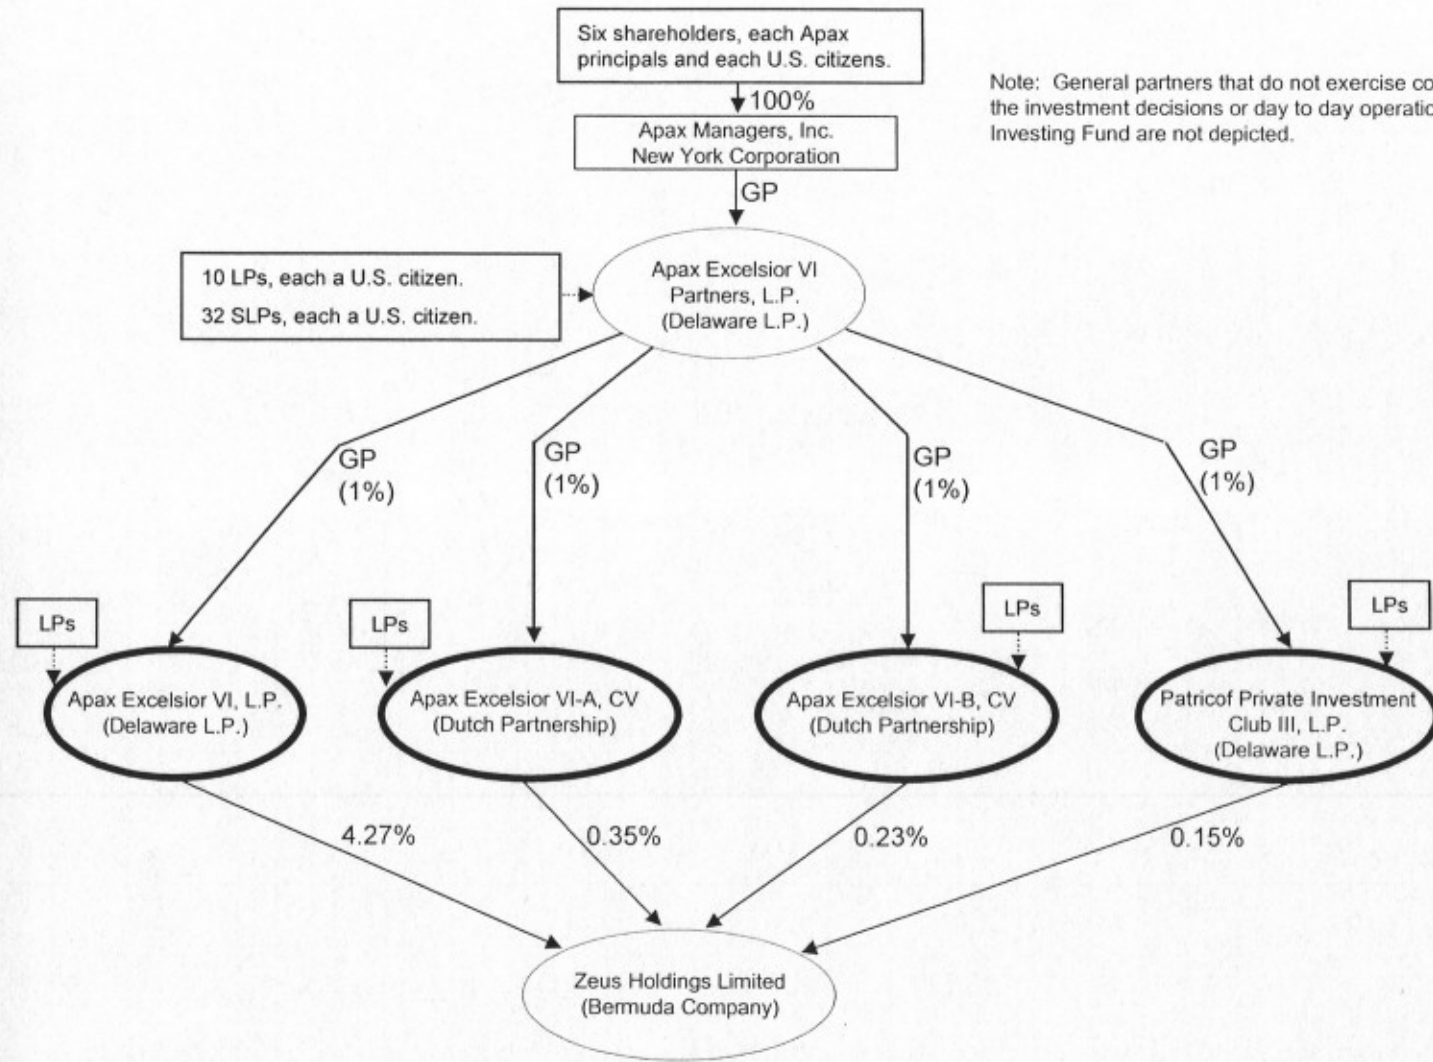 Six shareholders, each Apax
principals and each U.S. citizens.
Note: General partners that do not exercise
the investment decisions or day to day
Investing Fund are not depicted.
100%
Apax Managers, Inc.
New York Corporation
GP
10 LPs, each a U.S. citizen.
32 SLPs, each a U.S. citizen.
Apax Excelsior VI
Partners, L.P.
(Delaware L.P.)
GP
(1%)
GP
(1%)
GP
(1%)
GP
(1%)
LPs
LPs
LPs
LPs
Apax Excelsior VI, L.P.
(Delaware L.P.)
Apax Excelsior VI-A, CV
(Dutch Partnership)
Apax Excelsior VI-B, CV
(Dutch Partnership)
Patricof Private Investment
Club III, L.P.
(Delaware L.P.)
4.27%
0.35%
0.23%
0.15%
Zeus Holdings Limited
(Bermuda Company)